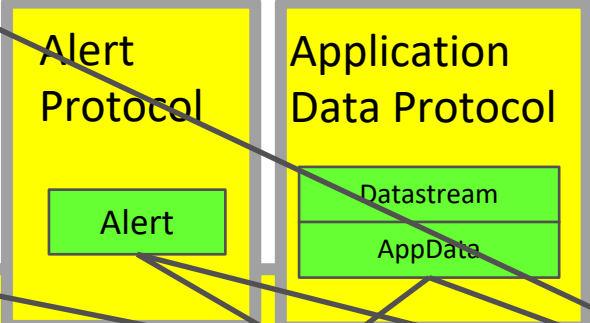 Alert
Protocol
Alert
Application
Data Protocol
Datastream
AppData